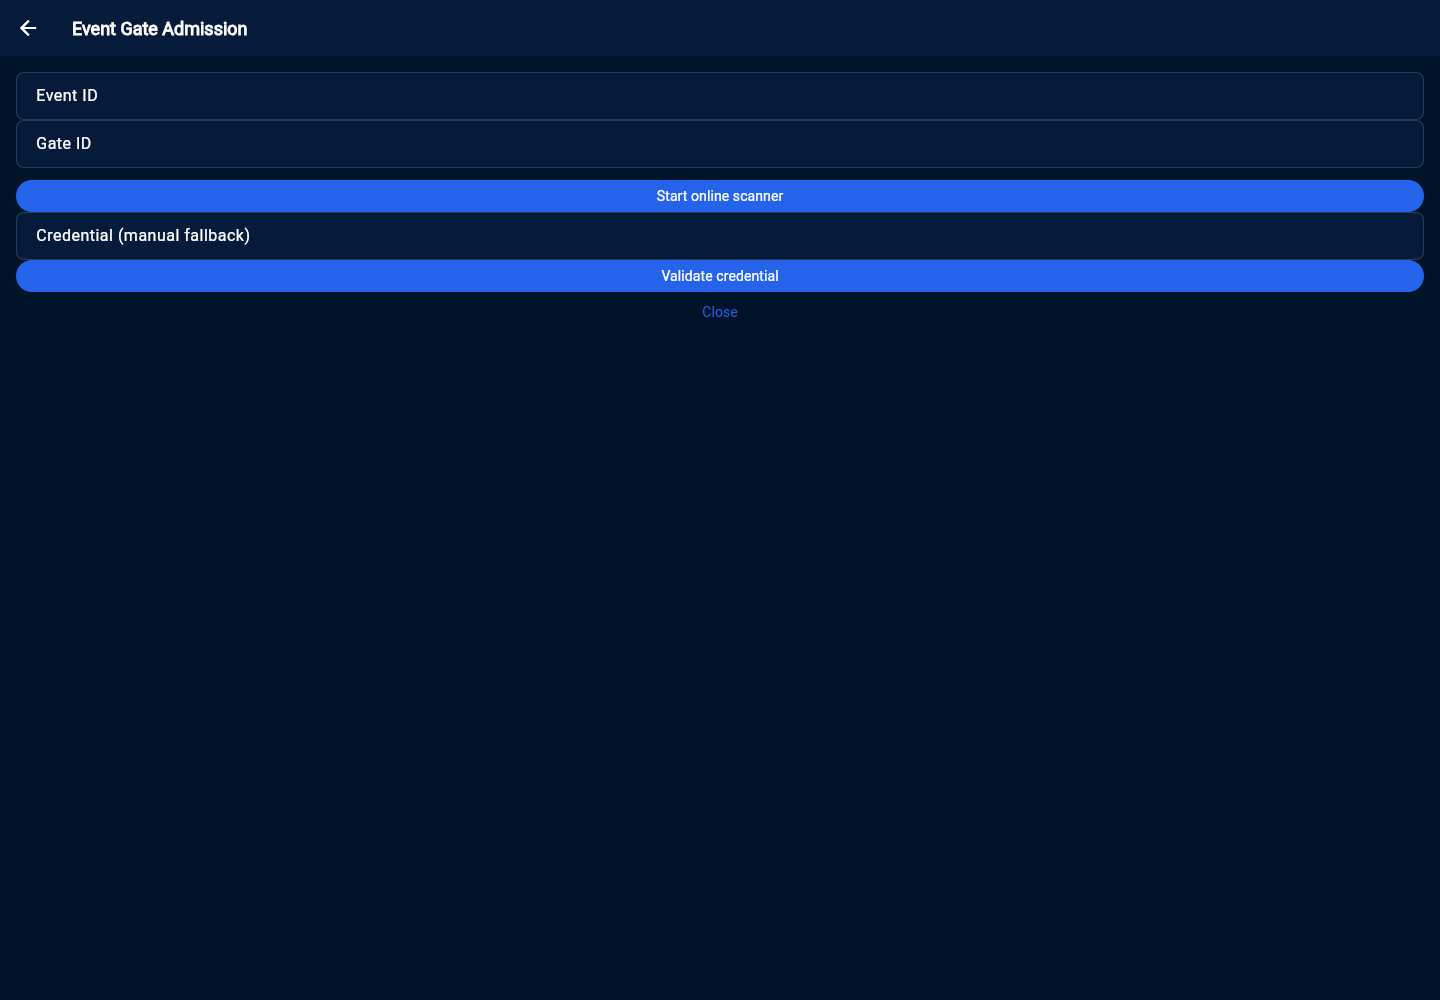 Event Gate Admission
Event ID
Gate ID
Start online scanner
Credential (manual fallback)
Validate credential
Close